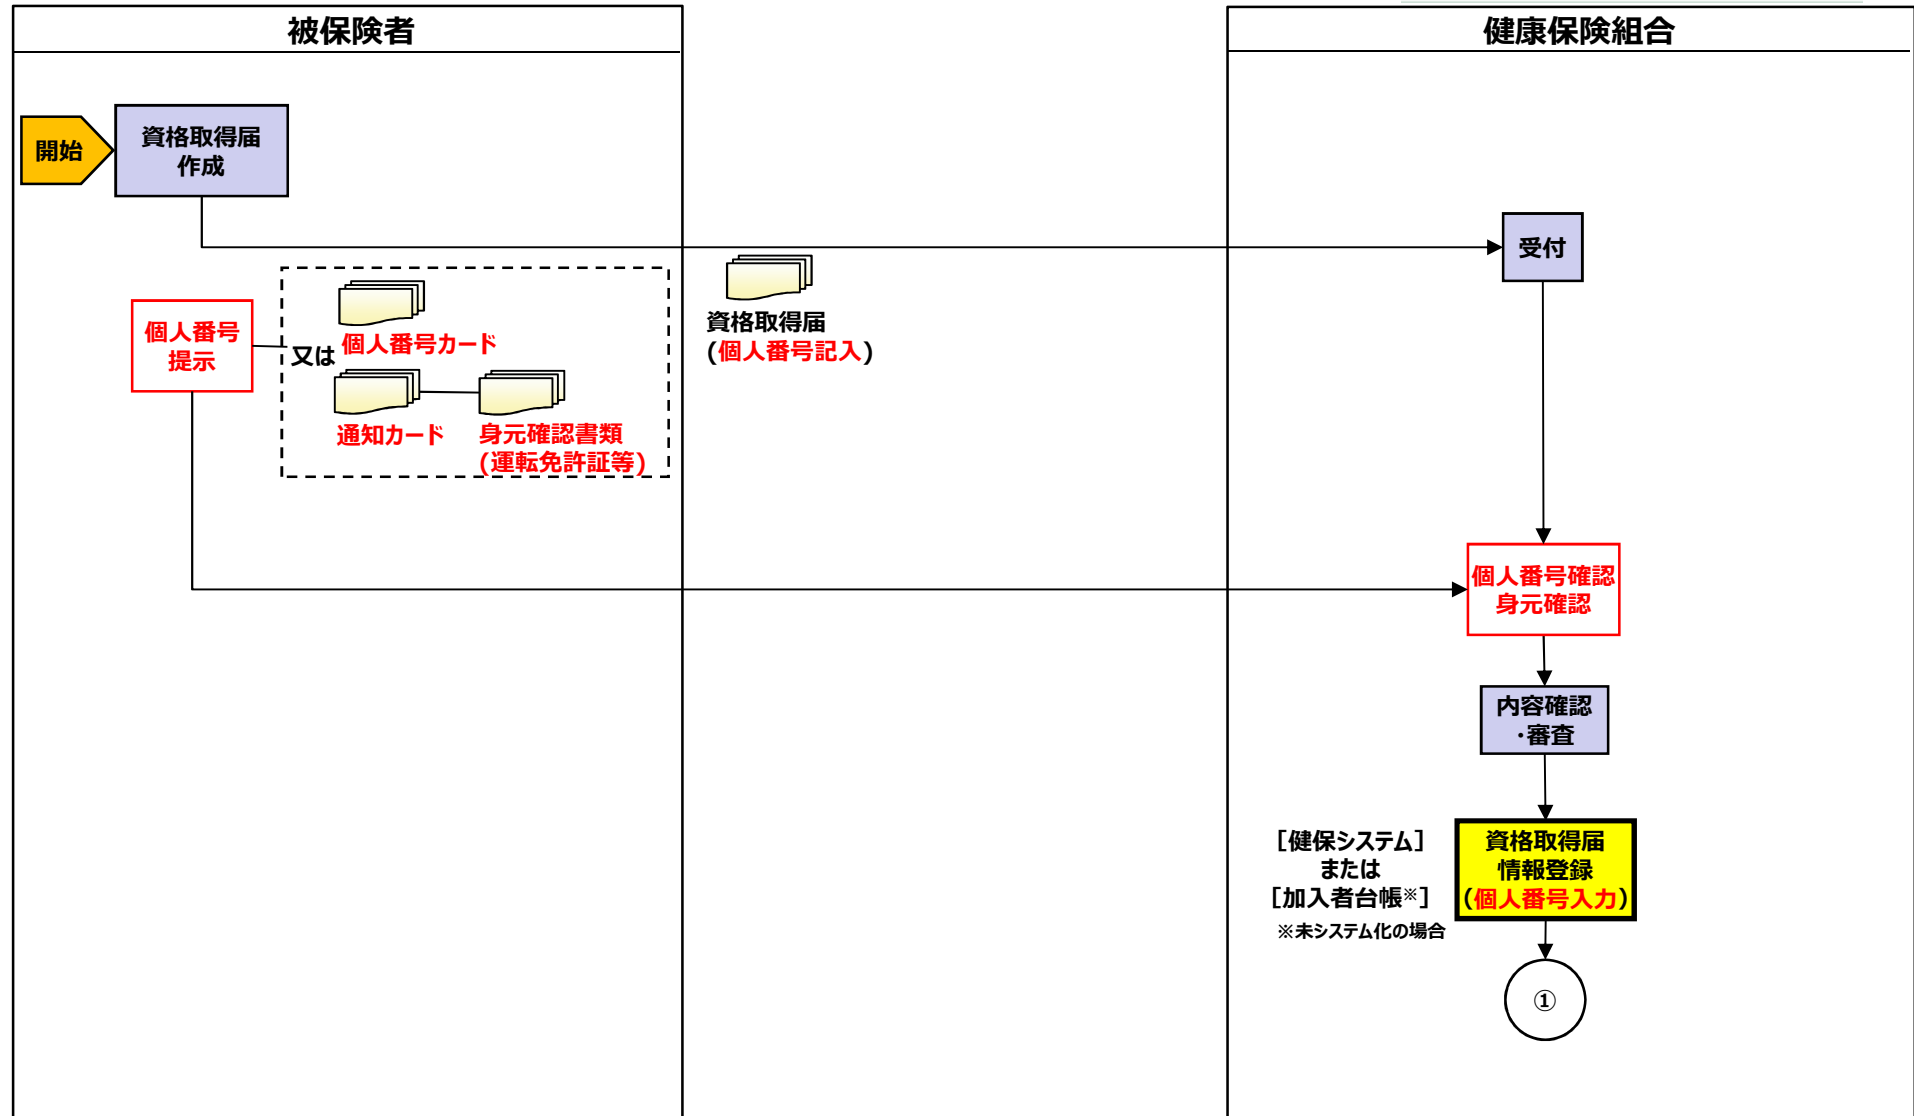 被保険者
健康保険組合
開始
資格取得届
作成
受付
個人番号
提示
又は
個人番号カード
通知カード
身元確認書類
(運転免許証等)
資格取得届
(個人番号記入)
個人番号確認
身元確認
内容確認
・審査
[健保システム]
または
[加入者台帳※]
※未システム化の場合
資格取得届
情報登録
(個人番号入力)
①